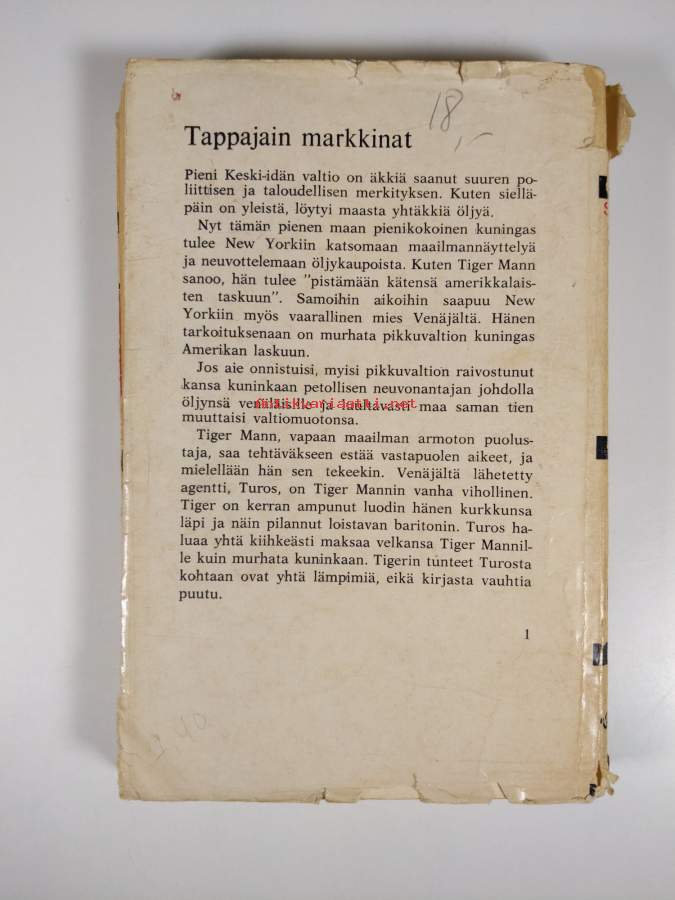 18,-
Tappajain markkinat
Pieni Keski-idän valtio on äkkiä saanut suuren po-
liittisen ja taloudellisen merkityksen. Kuten siellä-
päin on yleistä, löytyi maasta yhtäkkiä öljyä.
Nyt tämän pienen maan pienikokoinen kuningas
tulee New Yorkiin katsomaan maailmannäyttelyä
ja neuvottelemaan öljykaupoista. Kuten Tiger Mann
sanoo, hän tulee "pistämään kätensä amerikkalais-
ten taskuun". Samoihin aikoihin saapuu New
Yorkiin myös vaarallinen mies Venäjältä. Hänen
tarkoituksenaan on murhata pikkuvaltion kuningas
Amerikan laskuun.
Jos aie onnistuisi, myisi pikkuvaltion raivostunut
kansa kuninkaan petollisen neuvonantajan johdolla
öljynsä ja maa saman tien
muuttaisi valtiomuotonsa.
Tiger Mann, vapaan maailman armoton puolus-
taja, saa tehtäväkseen estää vastapuolen aikeet, ja
mielellään hän sen tekeekin. Venäjältä lähetetty
agentti, Turos, on Tiger Mannin vanha vihollinen.
Tiger on kerran ampunut luodin hänen kurkkunsa
läpi ja näin pilannut loistavan baritonin. Turos ha-
luaa yhtä kiihkeästi maksaa velkansa Tiger Mannil-
le kuin murhata kuninkaan. Tigerin tunteet Turosta
kohtaan ovat yhtä lämpimiä, eikä kirjasta vauhtia
puutu.
1